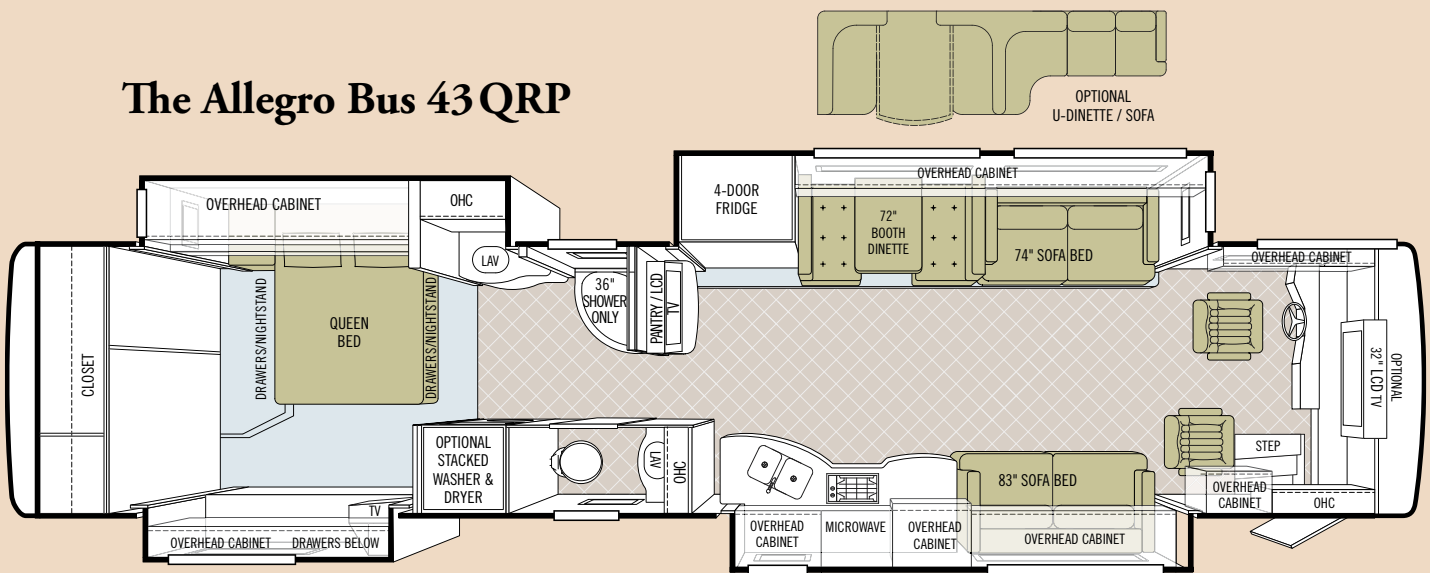 The Allegro Bus 43 QRP
OPTIONAL
U-DINETTE / SOFA
OVERHEAD CABINET
OHC
LAV
4-DOOR
FRIDGE
OVERHEAD CABINET
72"
BOOTH
DINETTE
74" SOFA BED
OVERHEAD CABINET
CLOSET
DRAWERS/NIGHTSTAND
QUEEN
BED
DRAWERS/NIGHTSTAND
36"
SHOWER
ONLY
PANTRY / LCD
TV
OPTIONAL
32" LCD TV
OPTIONAL
STACKED
WASHER &
DRYER
LAV
OHC
83" SOFA BED
STEP
OVERHEAD
CABINET
OHC
TV
OVERHEAD CABINET
DRAWERS BELOW
OVERHEAD
CABINET
MICROWAVE
OVERHEAD
CABINET
OVERHEAD CABINET